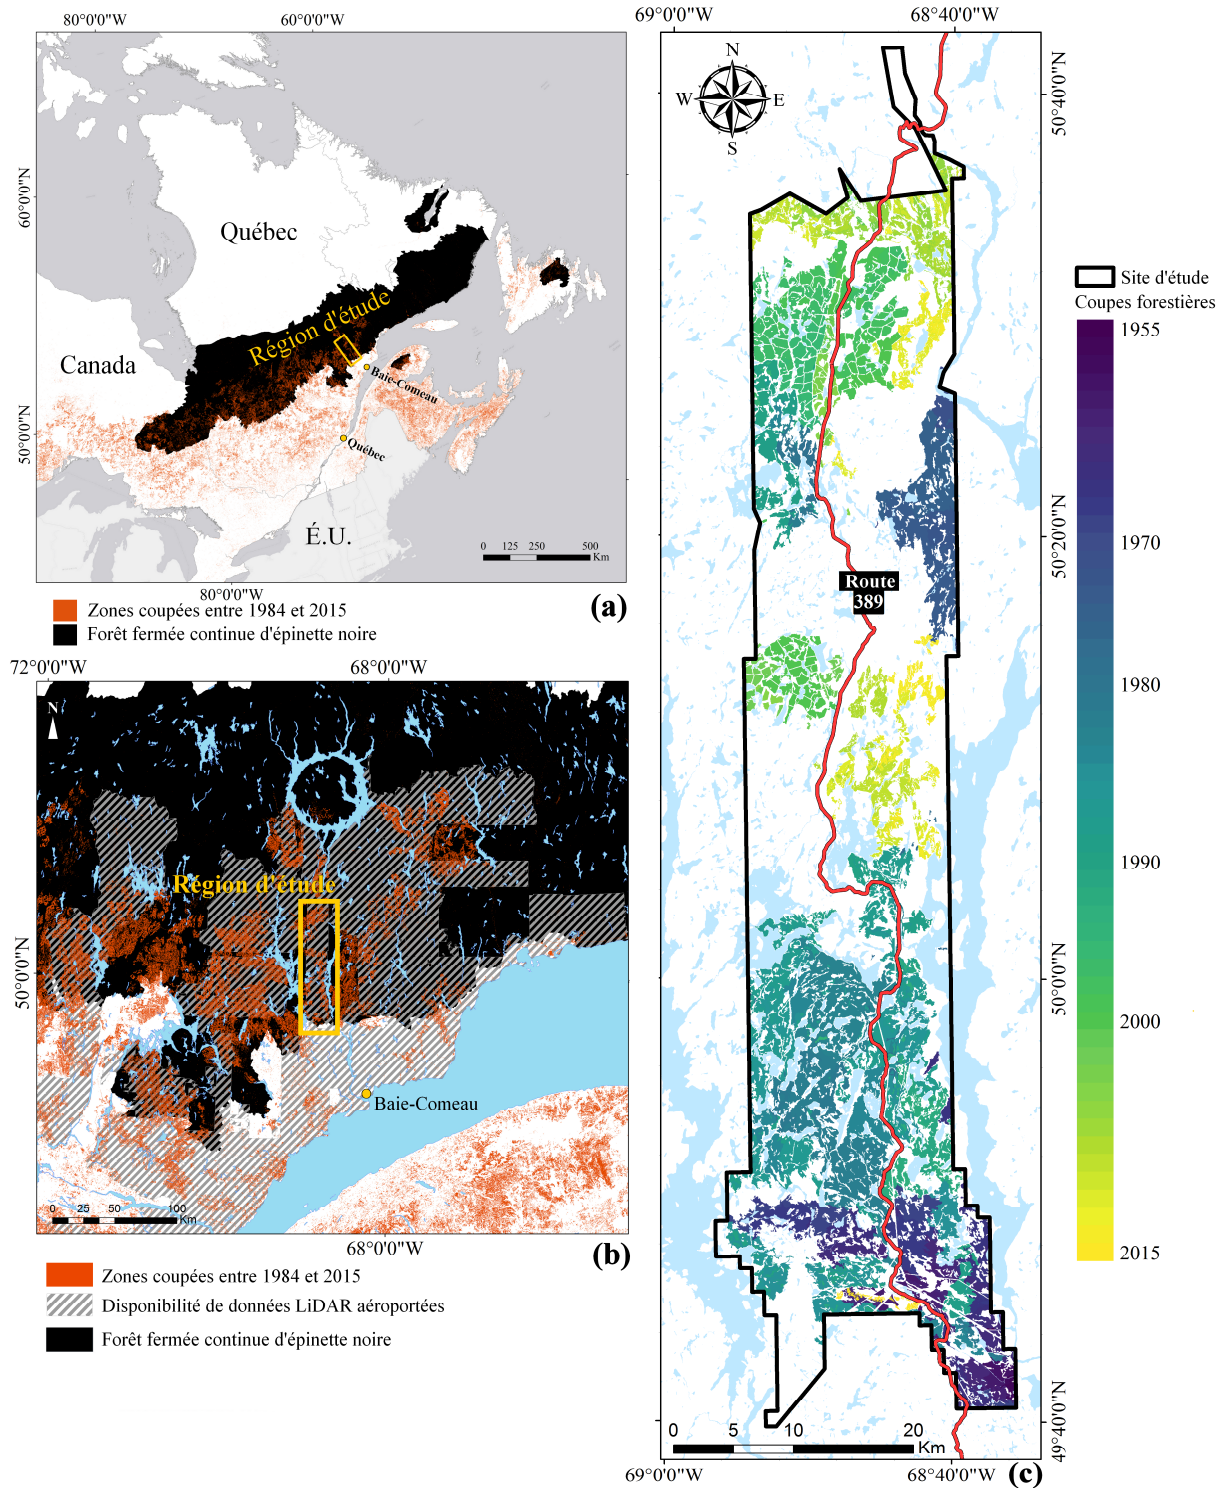 80°0'0"W
60°0'0"W
60°0'0"N
50°0'0"N
Québec
Région d'étude
Canada
Baie-Comeau
Québec
É.U.
0 125 250 500
Km
80°0'0"W
Zones coupées entre 1984 et 2015
Forêt fermée continue d'épinette noire
(a)
72°0'0"W
68°0'0"W
N
Région d'étude
50°0'0"N
Baie-Comeau
0 25 50 100
Km
68°0'0"W
(b)
Zones coupées entre 1984 et 2015
Disponibilité de données LiDAR aéroportées
Forêt fermée continue d'épinette noire
69°0'0"W
68°40'0"W
N
W
E
S
50°40'0"N
50°20'0"N
50°0'0"N
49°40'0"N
Route
389
0 5 10 20
Km
69°0'0"W
68°40'0"W
(c)
Site d'étude
Coupes forestières
1955
1970
1980
1990
2000
2015